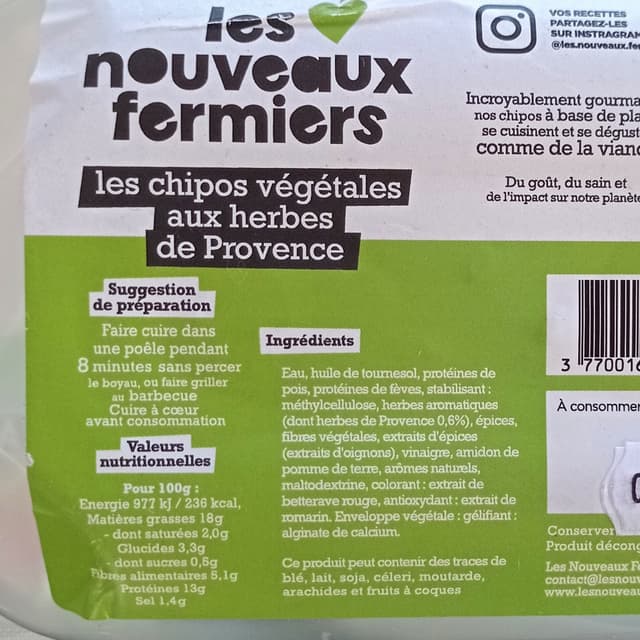 les
nouveaux
fermiers
les chipos végétales
aux herbes
de Provence
Suggestion
de préparation
Faire cuire dans
une poêle pendant
8 minutes sans percer
le boyau, ou faire griller
au barbecue
Cuire à cœur
avant consommation
Valeurs
nutritionnelles
Pour 100g :
Energie 977 kJ / 236 kcal,
Matières grasses 18g
- dont saturées 2,0g
Glucides 3,3g
- dont sucres 0,5g
Fibres alimentaires 5,1g
Protéines 13g
Sel 1,4g
Ingrédients
Eau, huile de tournesol, protéines de
pois, protéines de fèves, stabilisant :
méthylcellulose, herbes aromatiques
(dont herbes de Provence 0,6%), épices,
fibres végétales, extraits d'épices
(extraits d'oignons), vinaigre, amidon de
pomme de terre, arômes naturels,
maltodextrine, colorant : extrait de
betterave rouge, antioxydant : extrait de
romarin. Enveloppe végétale : gélifiant :
alginate de calcium.
Ce produit peut contenir des traces de
blé, lait, soja, céleri, moutarde,
arachides et fruits à coques
VOS RECETTES
PARTAGEZ-LES
SUR INSTRAGRAM
@les.nouveaux.fe
Incroyablement gourma
nos chipos à base de pla
se cuisinent et se dégust
comme de la vian
Du goût, du sain et
de l'impact sur notre planète
3 770016
À consommer
Conserver
Produit décong
Les Nouveaux Fe
contact@lesnouv
www.lesnouveau